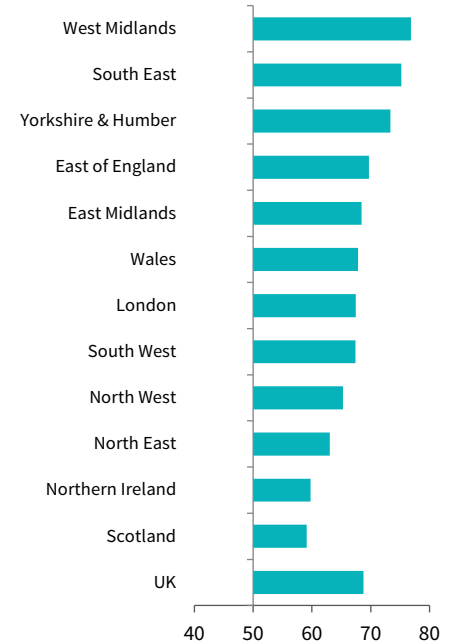 West Midlands
South East
Yorkshire & Humber
East of England
East Midlands
Wales
London
South West
North West
North East
Northern Ireland
Scotland
UK
40 50 60 70 80